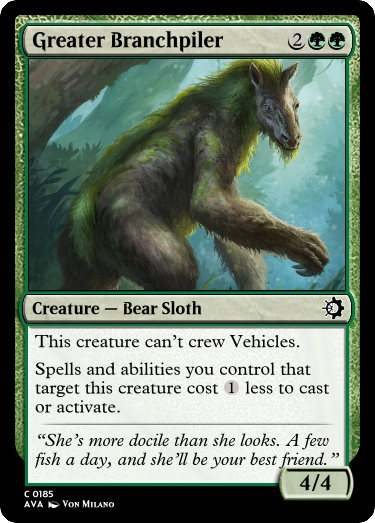 Greater Branchpiler 2
Creature — Bear Sloth
This creature can't crew Vehicles.
Spells and abilities you control that
target this creature cost 1 less to cast
or activate.
“She's more docile than she looks. A few
fish a day, and she'll be your best friend.”
4/4
C 0185
AVA Von Milano